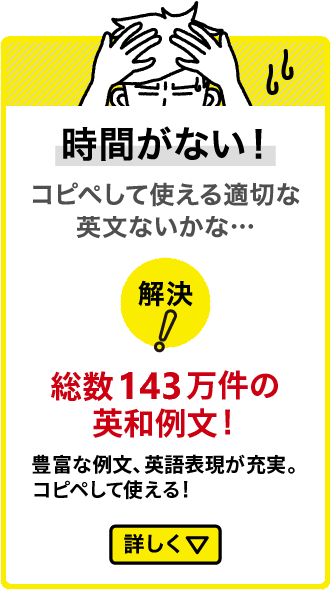 時間がない！
コピペして使える適切な
英文ないかな…
解決
！
総数143万件の
英和例文！
豊富な例文、英語表現が充実。
コピペして使える！
詳しく▽